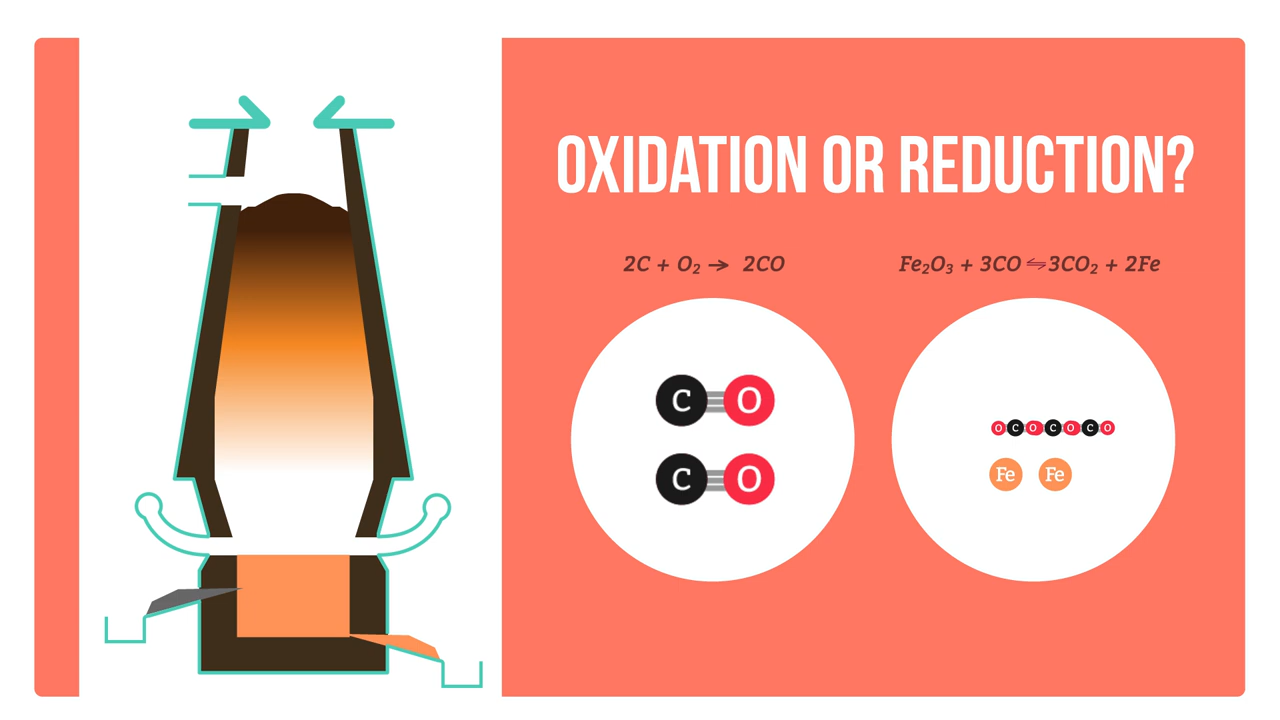 OXIDATION OR REDUCTION?
2C + O₂ → 2CO
Fe₂O₃ + 3CO ⇋ 3CO₂ + 2Fe
C O
C O
O C O C O C O
Fe Fe